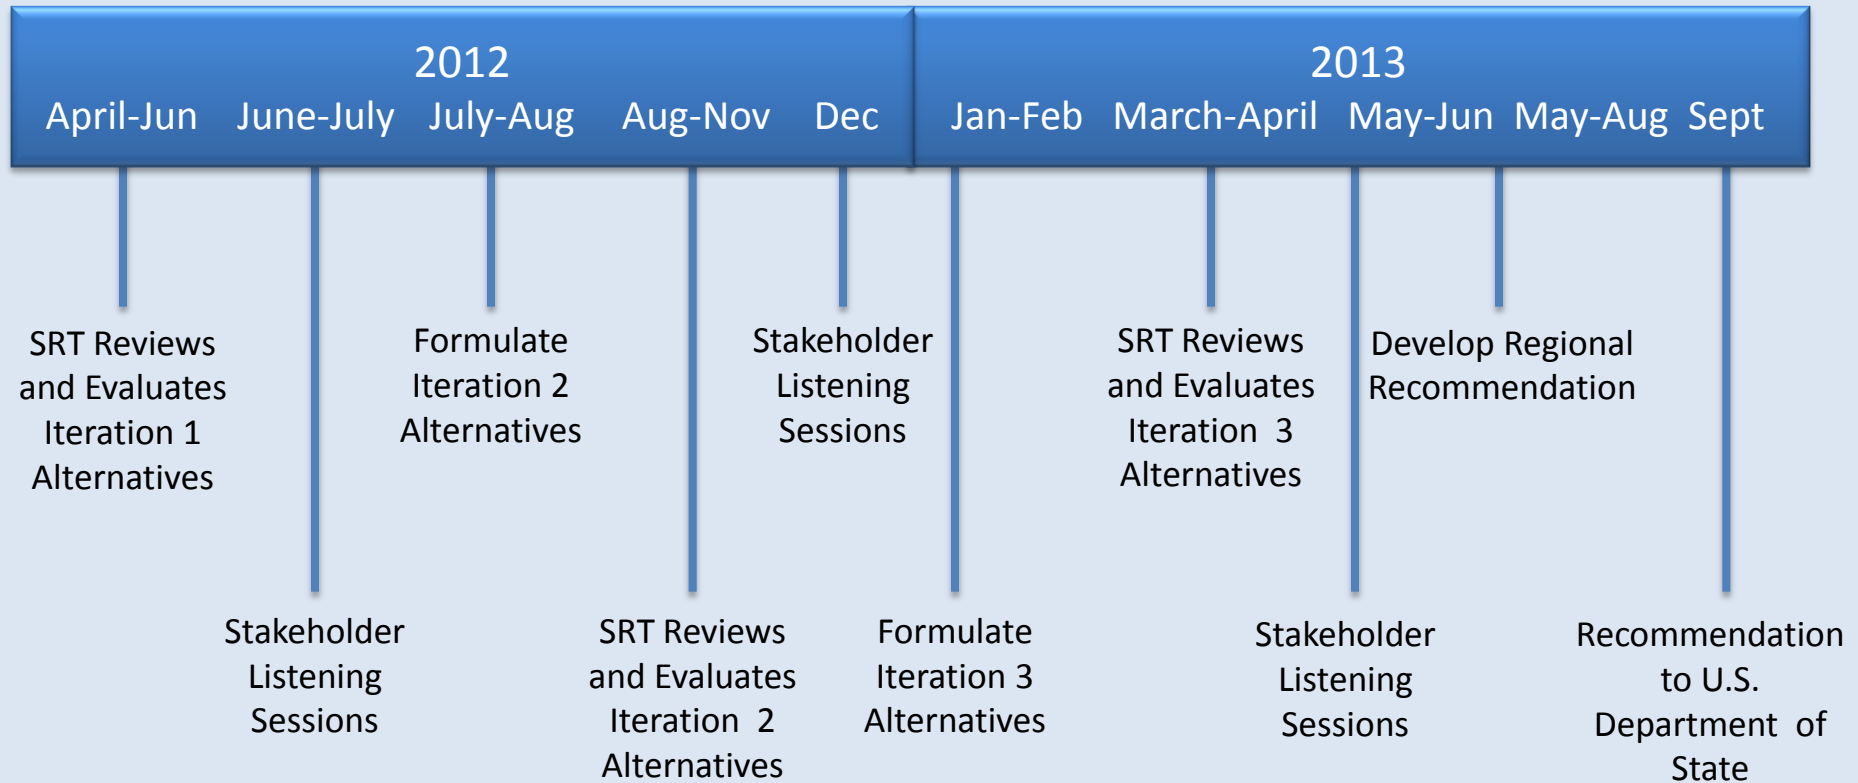 2012
April-Jun June-July July-Aug Aug-Nov Dec
2013
Jan-Feb March-April May-Jun May-Aug Sept
SRT Reviews
and Evaluates
Iteration 1
Alternatives
Stakeholder
Listening
Sessions
Formulate
Iteration 2
Alternatives
SRT Reviews
and Evaluates
Iteration 2
Alternatives
Stakeholder
Listening
Sessions
Formulate
Iteration 3
Alternatives
SRT Reviews
and Evaluates
Iteration 3
Alternatives
Stakeholder
Listening
Sessions
Develop Regional
Recommendation
Recommendation
to U.S.
Department of
State